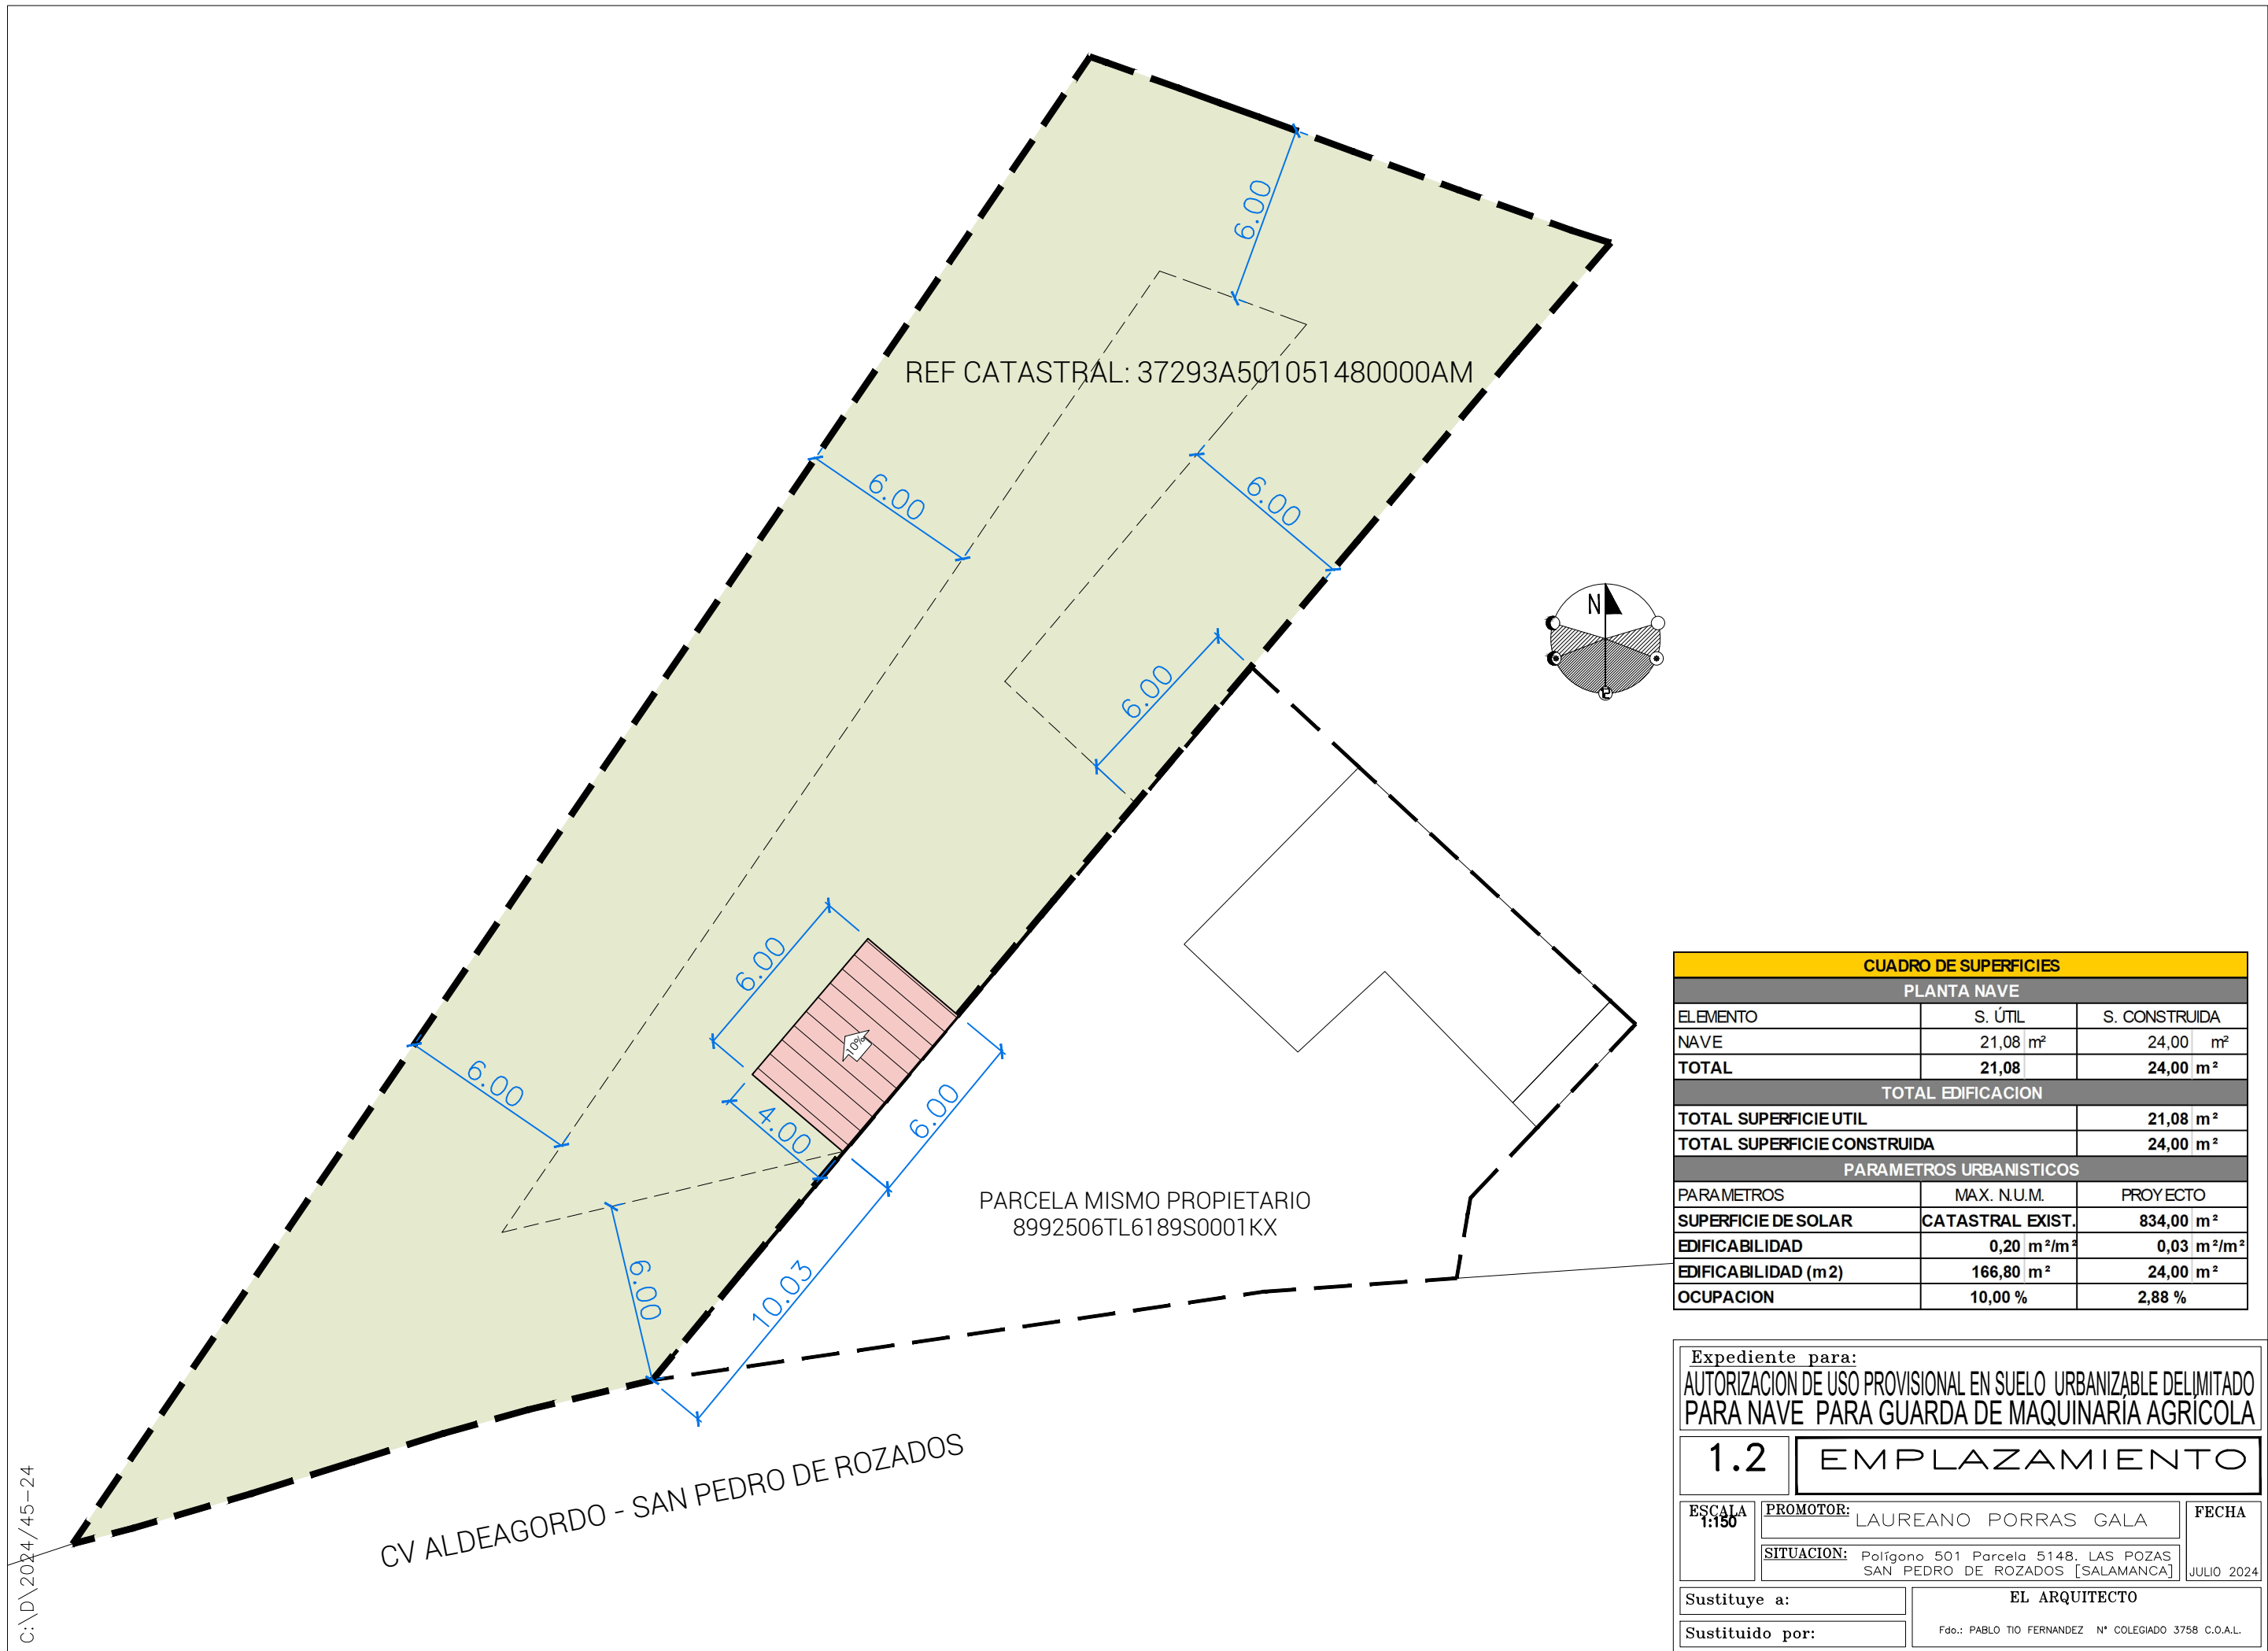 6.00
REF CATASTRAL: 37293A501051480000AM
6.00
6.00
N
12
6.00
6.00
10%
6.00
4.00
6.00
PARCELA MISMO PROPIETARIO
8992506TL6189S0001KX
6.00
10.03
CV ALDEAGORDO - SAN PEDRO DE ROZADOS
C:\D\2024/45-24
CUADRO DE SUPERFICIES
PLANTA NAVE
ELEMENTO S. ÚTIL S. CONSTRUIDA
NAVE 21,08 m² 24,00 m²
TOTAL 21,08 24,00 m²
TOTAL EDIFICACION
TOTAL SUPERFICIE UTIL 21,08 m²
TOTAL SUPERFICIE CONSTRUIDA 24,00 m²
PARAMETROS URBANISTICOS
PARAMETROS MAX. N.U.M. PROYECTO
SUPERFICIE DE SOLAR CATASTRAL EXIST. 834,00 m²
EDIFICABILIDAD 0,20 m²/m² 0,03 m²/m²
EDIFICABILIDAD (m2) 166,80 m² 24,00 m²
OCUPACION 10,00 % 2,88 %
Expediente para:
AUTORIZACION DE USO PROVISIONAL EN SUELO URBANIZABLE DELIMITADO
PARA NAVE PARA GUARDA DE MAQUINARÍA AGRÍCOLA
1.2 EMPLAZAMIENTO
ESCALA
1:150
PROMOTOR: LAUREANO PORRAS GALA
SITUACION: Polígono 501 Parcela 5148. LAS POZAS
SAN PEDRO DE ROZADOS [SALAMANCA]
FECHA
JULIO 2024
Sustituye a:
Sustituido por:
EL ARQUITECTO
Fdo.: PABLO TIO FERNANDEZ Nº COLEGIADO 3758 C.O.A.L.